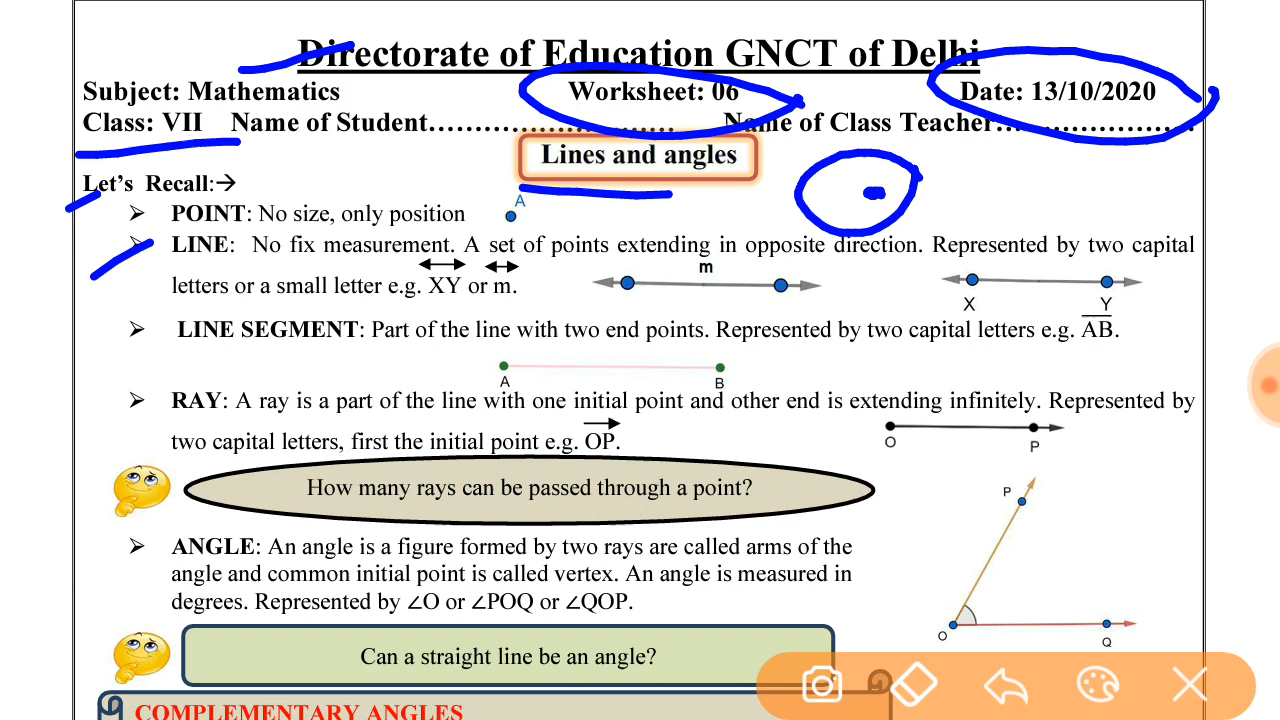 Directorate of Education GNCT of Delhi
Subject: Mathematics Worksheet: 06 Date: 13/10/2020
Class: VII Name of Student........................... Name of Class Teacher......................
Lines and angles
Let's Recall:→
➢ POINT: No size, only position
A
➢ LINE: No fix measurement. A set of points extending in opposite direction. Represented by two capital
letters or a small letter e.g. XY or m.
m
X Y
➢ LINE SEGMENT: Part of the line with two end points. Represented by two capital letters e.g. AB.
A B
➢ RAY: A ray is a part of the line with one initial point and other end is extending infinitely. Represented by
two capital letters, first the initial point e.g. OP.
O P
How many rays can be passed through a point?
P
➢ ANGLE: An angle is a figure formed by two rays are called arms of the
angle and common initial point is called vertex. An angle is measured in
degrees. Represented by ∠O or ∠POQ or ∠QOP.
O Q
Can a straight line be an angle?
COMPLEMENTARY ANGLES